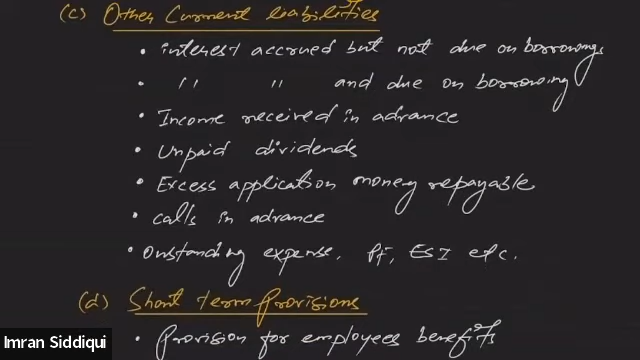 (c) Other Current liabilities
• interest accrued but not due on borrowings
• " " and due on borrowing
• Income received in advance
• Unpaid dividends
• Excess application money repayable
• Calls in advance
• Outstanding expense, Pf, ESI etc.
(d) Short term provisions
• Provision for employees benefits
Imran Siddiqui